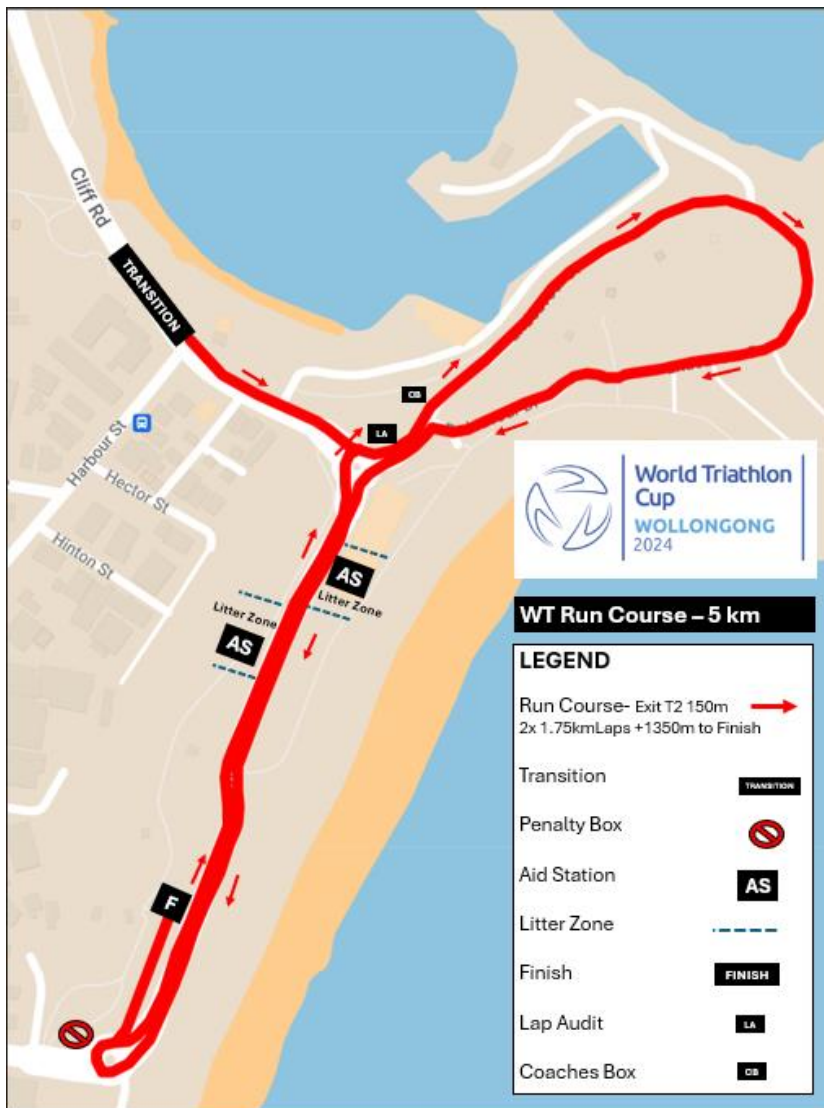 Cliff Rd
TRANSITION
CB
LA
Harbour St
Hector St
Hinton St
AS
Litter Zone
Litter Zone
AS
F
World Triathlon
Cup
WOLLONGONG
2024
WT Run Course – 5 km
LEGEND
Run Course- Exit T2 150m
2x 1.75kmLaps +1350m to Finish
Transition
TRANSITION
Penalty Box
Aid Station
AS
Litter Zone
Finish
FINISH
Lap Audit
LA
Coaches Box
CB